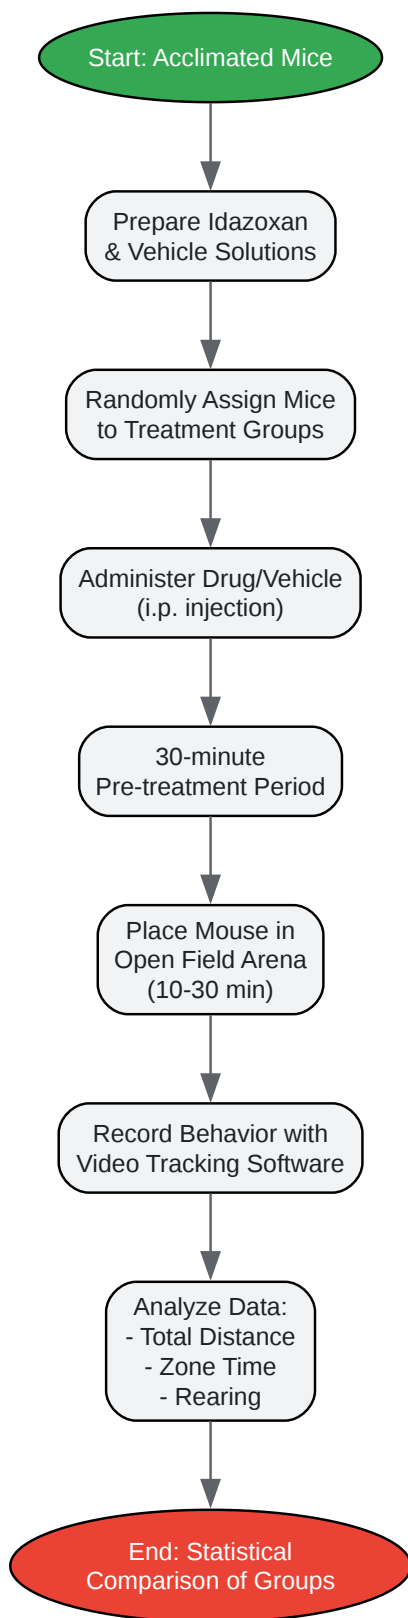 Start: Acclimated Mice
Prepare Idazoxan
& Vehicle Solutions
Randomly Assign Mice
to Treatment Groups
Administer Drug/Vehicle
(i.p. injection)
30-minute
Pre-treatment Period
Place Mouse in
Open Field Arena
(10-30 min)
Record Behavior with
Video Tracking Software
Analyze Data:
- Total Distance
- Zone Time
- Rearing
End: Statistical
Comparison of Groups